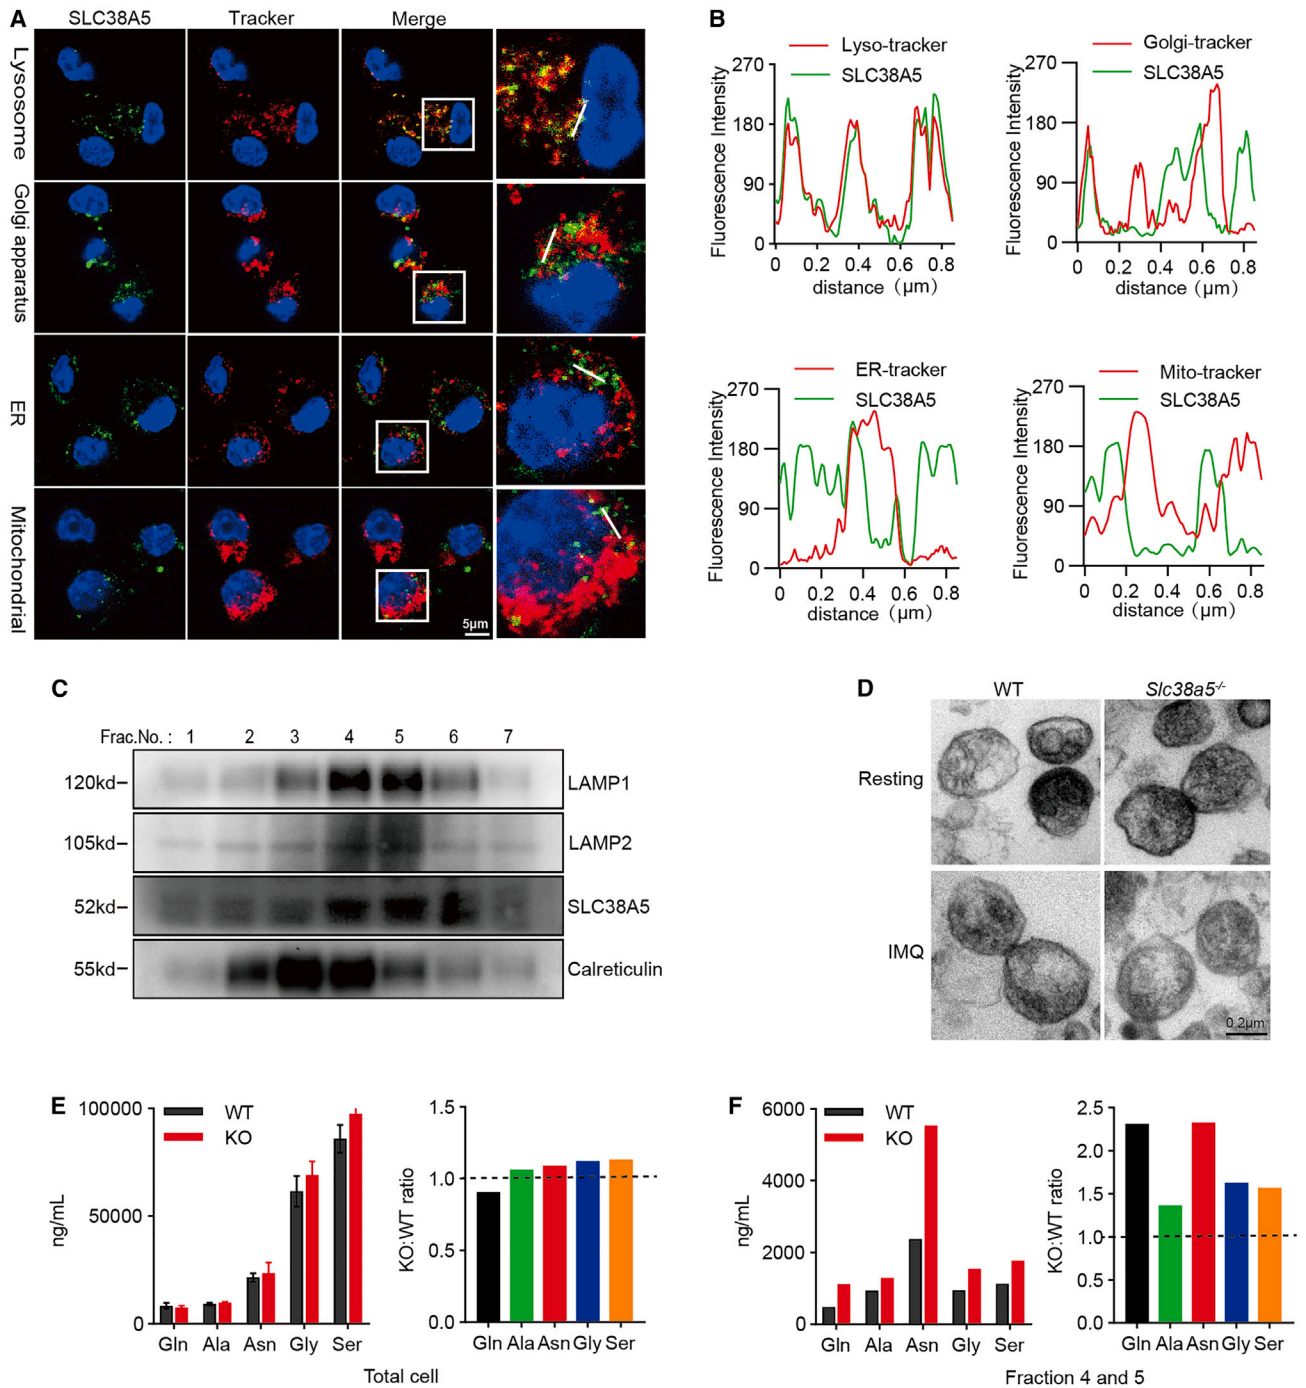 A
SLC38A5
Tracker
Merge
Lysosome
Golgi apparatus
ER
Mitochondrial
5μm
B
Lyso-tracker
SLC38A5
270
180
90
0
Fluorescence Intensity
0 0.2 0.4 0.6 0.8
distance (μm)
Golgi-tracker
SLC38A5
270
180
90
0
Fluorescence Intensity
0 0.2 0.4 0.6 0.8
distance (μm)
ER-tracker
SLC38A5
270
180
90
0
Fluorescence Intensity
0 0.2 0.4 0.6 0.8
distance (μm)
Mito-tracker
SLC38A5
270
180
90
0
Fluorescence Intensity
0 0.2 0.4 0.6 0.8
distance (μm)
C
Frac.No. : 1 2 3 4 5 6 7
120kd LAMP1
105kd LAMP2
52kd SLC38A5
55kd Calreticulin
D
WT
Slc38a5-/-
Resting
IMQ
0.2μm
E
100000
50000
0
ng/mL
WT
KO
Gln Ala Asn Gly Ser
1.5
1.0
0.5
0.0
KO:WT ratio
Gln Ala Asn Gly Ser
Total cell
F
6000
4000
2000
0
ng/mL
WT
KO
Gln Ala Asn Gly Ser
2.5
2.0
1.5
1.0
0.5
0.0
KO:WT ratio
Gln Ala Asn Gly Ser
Fraction 4 and 5